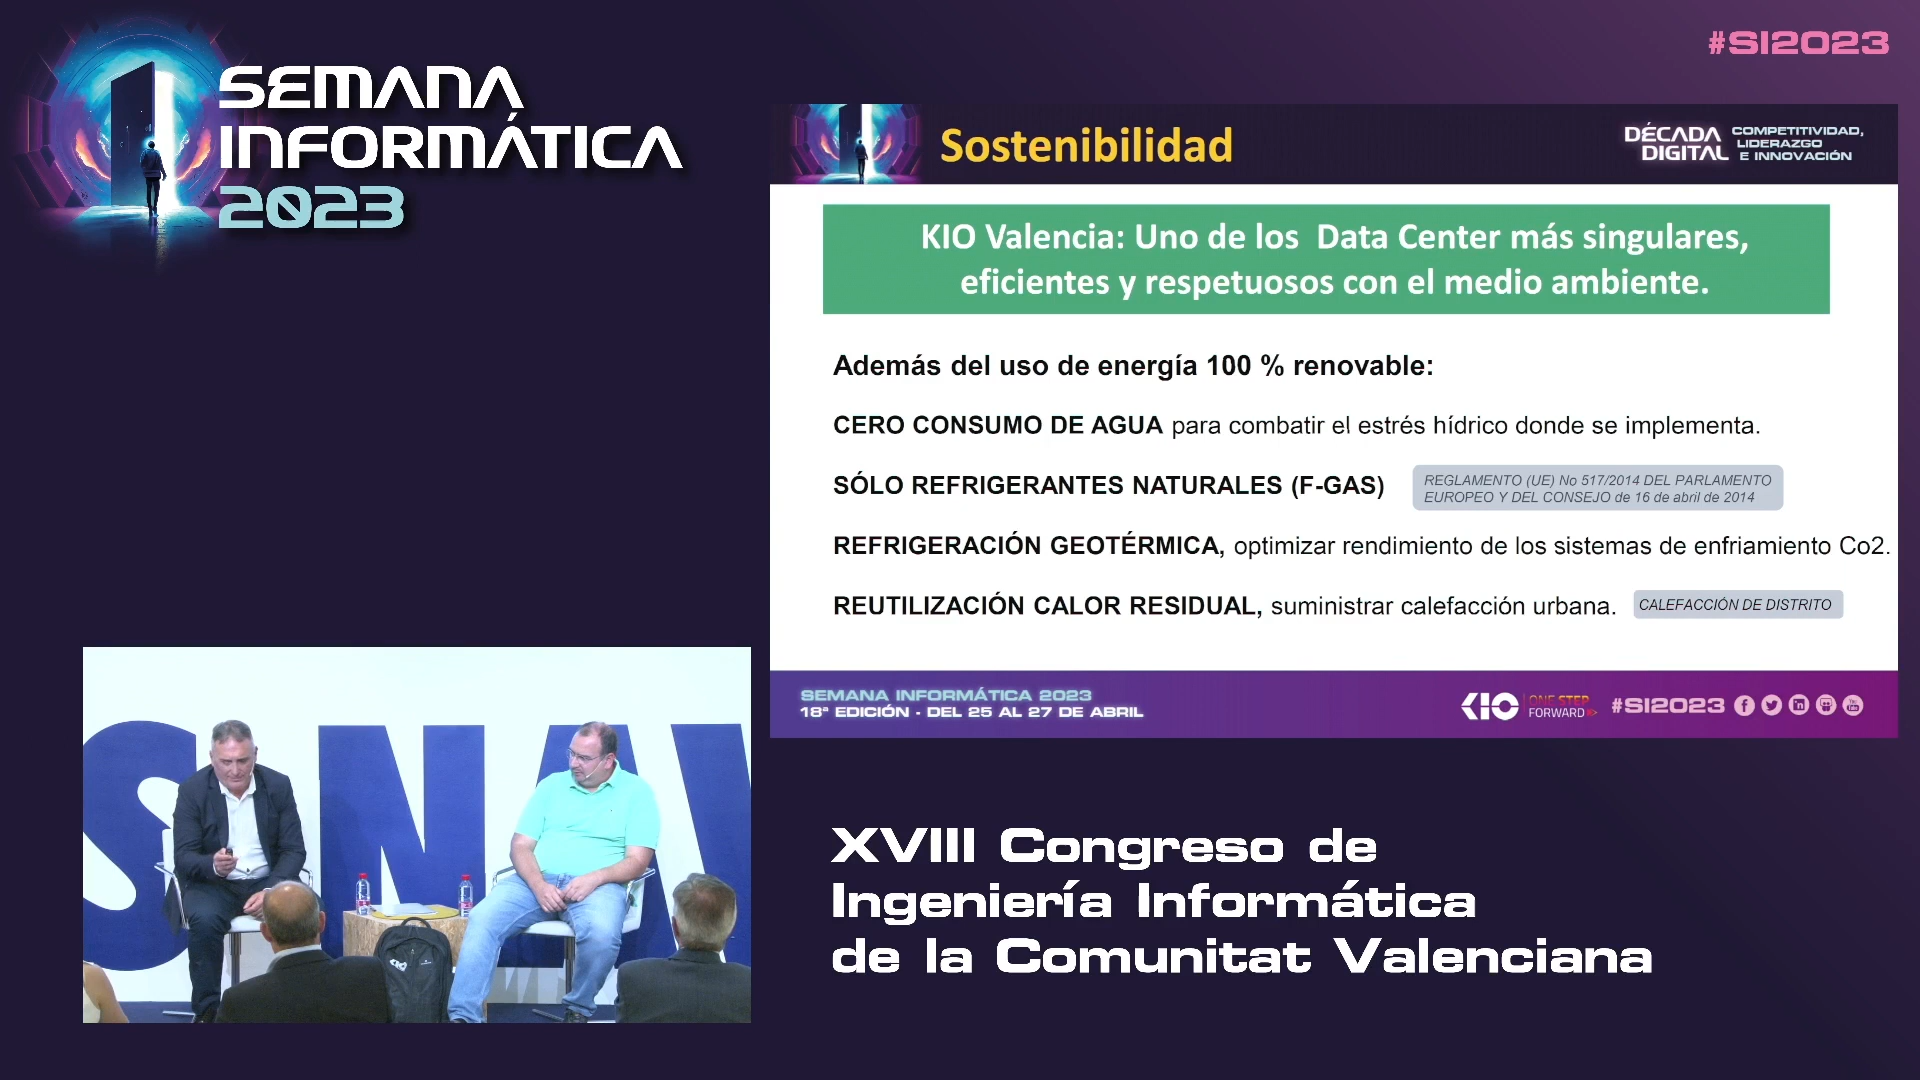 SEMANA
INFORMÁTICA
2023
#SI2023
Sostenibilidad
DÉCADA
DIGITAL
COMPETITIVIDAD,
LIDERAZGO
E INNOVACIÓN
KIO Valencia: Uno de los Data Center más singulares,
eficientes y respetuosos con el medio ambiente.
Además del uso de energía 100 % renovable:
CERO CONSUMO DE AGUA para combatir el estrés hídrico donde se implementa.
SÓLO REFRIGERANTES NATURALES (F-GAS)
REGLAMENTO (UE) No 517/2014 DEL PARLAMENTO
EUROPEO Y DEL CONSEJO de 16 de abril de 2014
REFRIGERACIÓN GEOTÉRMICA, optimizar rendimiento de los sistemas de enfriamiento Co2.
REUTILIZACIÓN CALOR RESIDUAL, suministrar calefacción urbana.
CALEFACCIÓN DE DISTRITO
SEMANA INFORMÁTICA 2023
18ª EDICIÓN - DEL 25 AL 27 DE ABRIL
KIO
ONE STEP
FORWARD
#SI2023
S NAV
XVIII Congreso de
Ingeniería Informática
de la Comunitat Valenciana